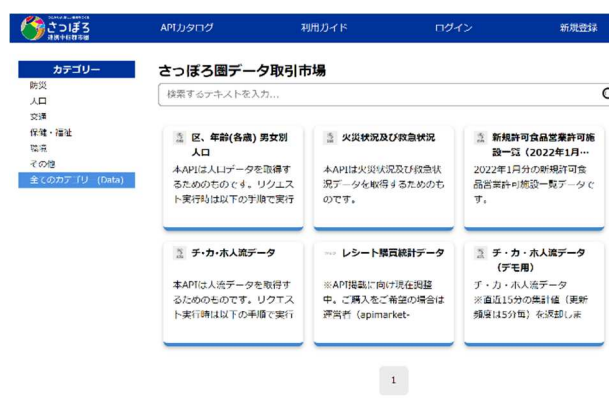 さっぽろ
連携中枢都市圏
APIカタログ
利用ガイド
ログイン
新規登録
カテゴリー
防災
人口
交通
保健・福祉
環境
その他
全てのカテゴリ (Data)
さっぽろ圏データ取引市場
検索するテキストを入力...
区、年齢(各歳) 男女別
人口
本APIは人口データを取得す
るためのものです。リクエス
ト実行時は以下の手順で実行
火災状況及び救急状況
本APIは火災状況及び救急状
況データを取得するためのも
のです。
新規許可食品営業許可施
設一覧（2022年1月…
2022年1月分の新規許可食
品営業許可施設一覧データで
す。
チ・カ・ホ人流データ
本APIは人流データを取得す
るためのものです。リクエス
ト実行時は以下の手順で実行
レシート購買統計データ
※API掲載に向け現在調整
中。ご購入をご希望の場合は
運営者（apimarket-
チ・カ・ホ人流データ
（デモ用）
チ・カ・ホ人流データ
※直近15分の集計値（更新
頻度は5分毎）を返却しま
1